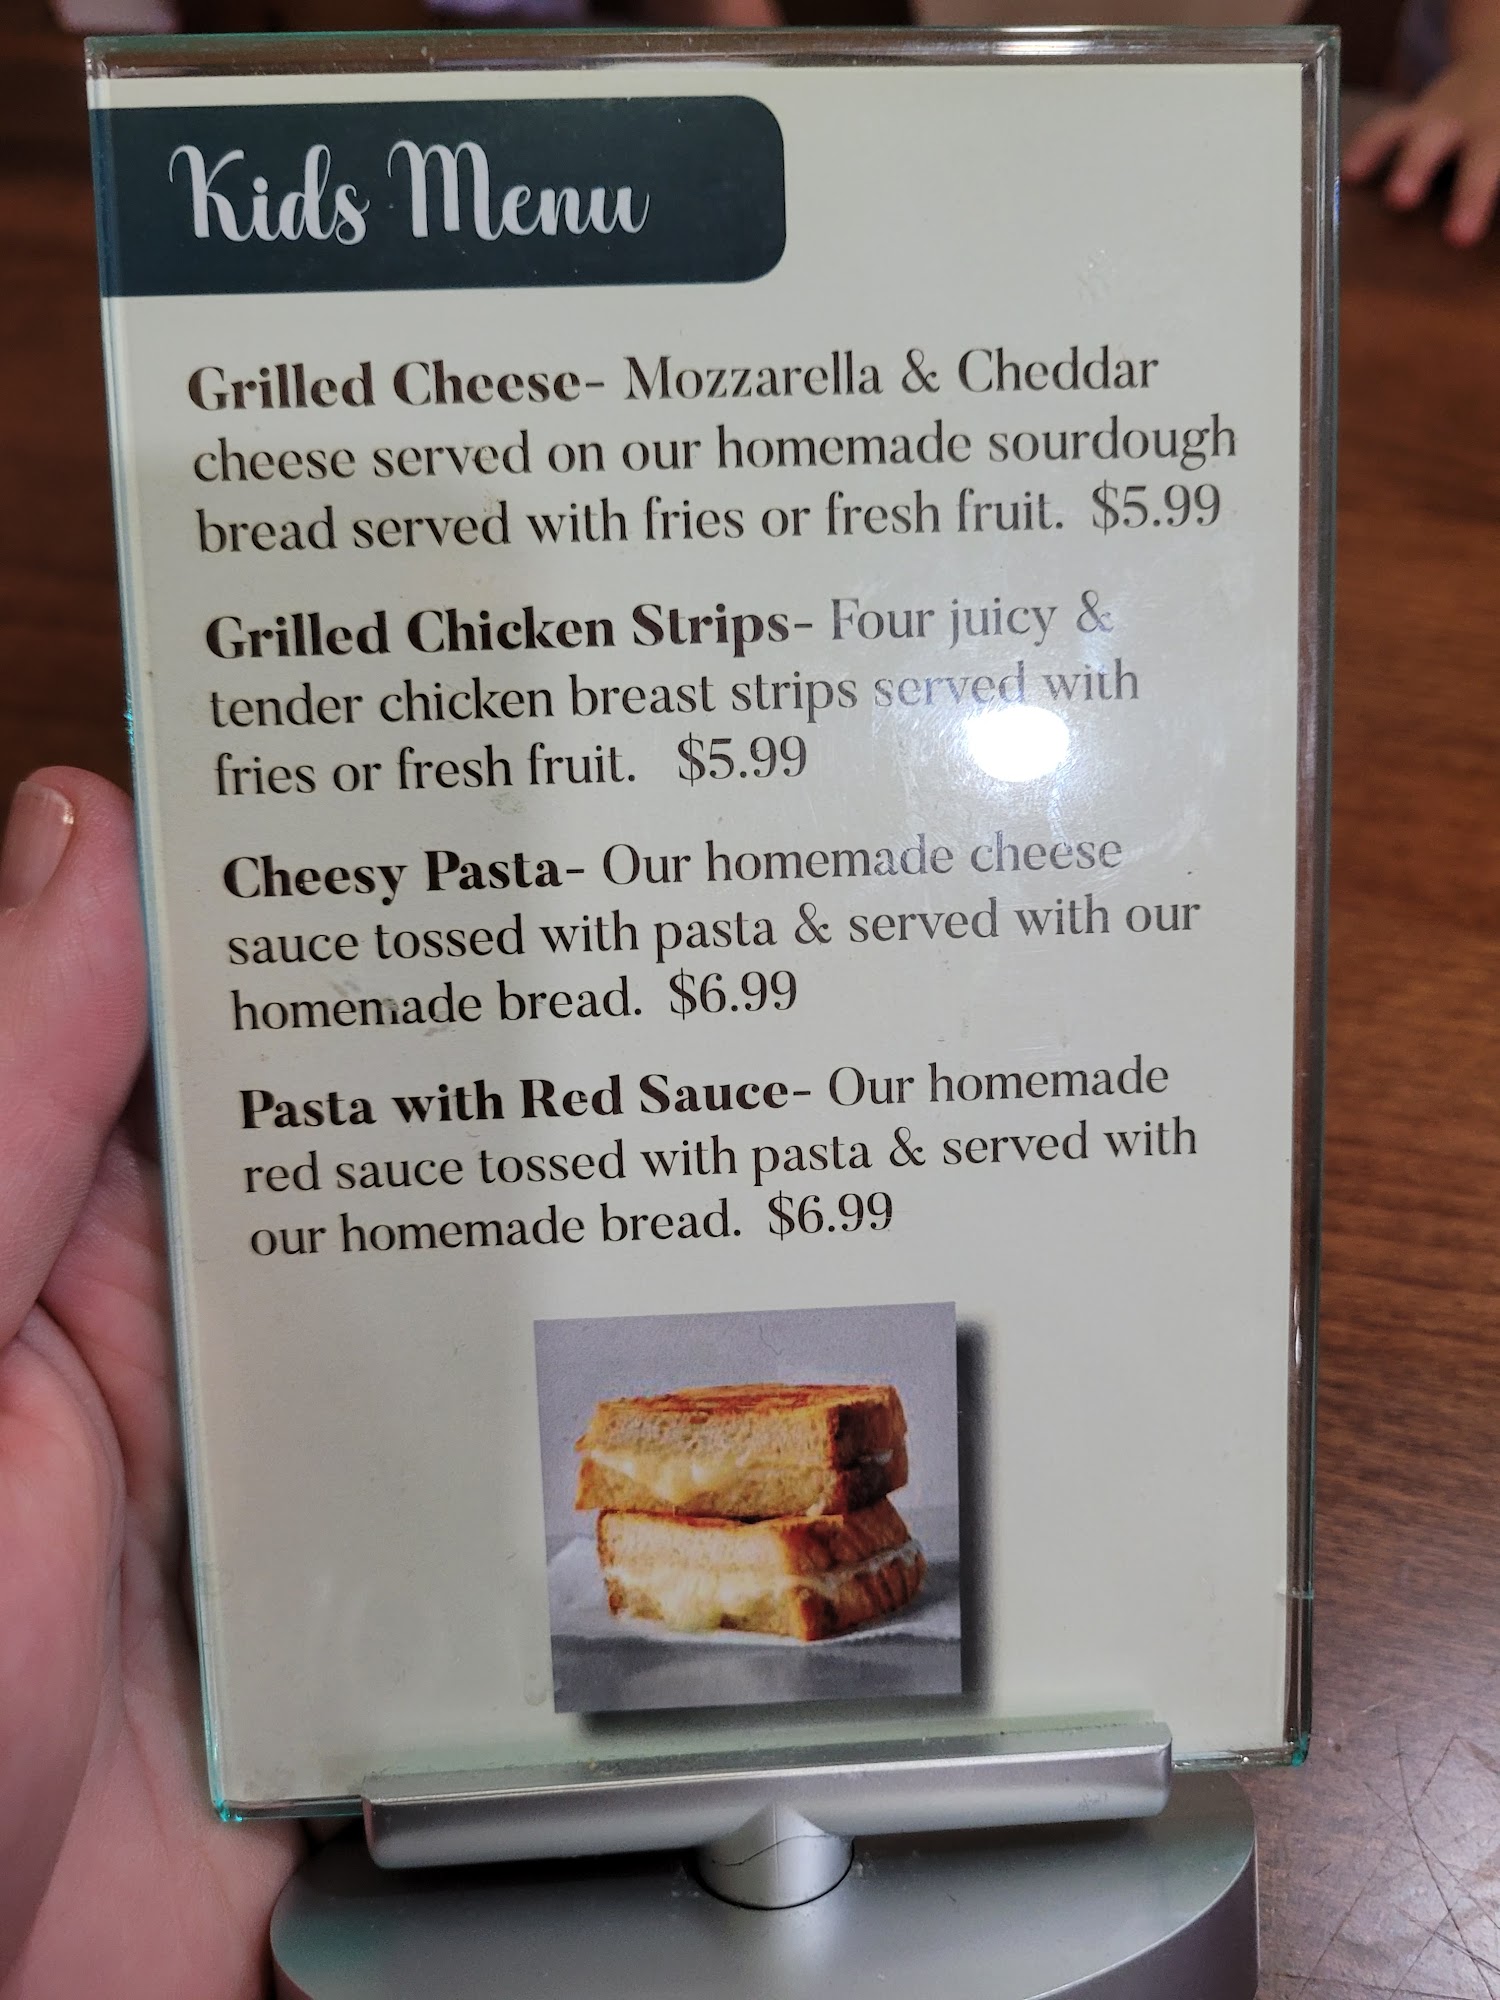 Kids Menu
Grilled Cheese- Mozzarella & Cheddar
cheese served on our homemade sourdough
bread served with fries or fresh fruit. $5.99
Grilled Chicken Strips- Four juicy &
tender chicken breast strips served with
fries or fresh fruit. $5.99
Cheesy Pasta- Our homemade cheese
sauce tossed with pasta & served with our
homemade bread. $6.99
Pasta with Red Sauce- Our homemade
red sauce tossed with pasta & served with
our homemade bread. $6.99